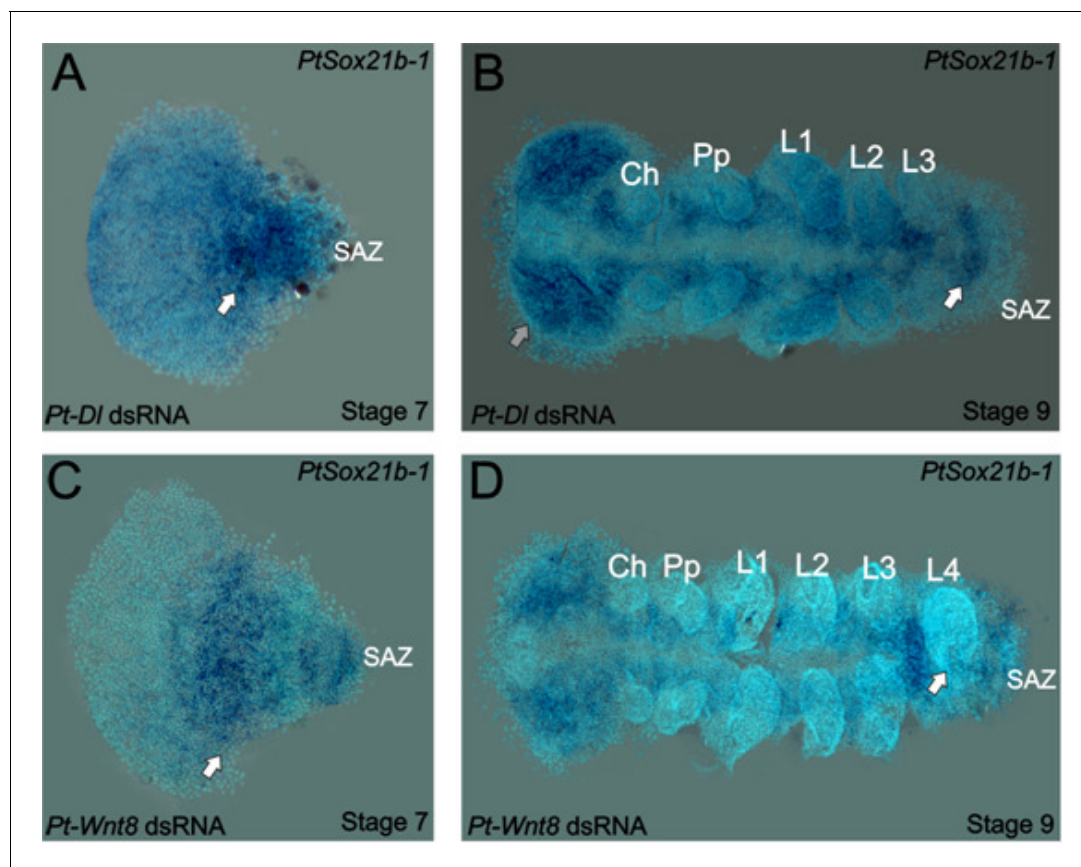 A
PtSox21b-1
SAZ
Pt-Dl dsRNA
Stage 7
B
PtSox21b-1
Ch
Pp
L1
L2
L3
SAZ
Pt-Dl dsRNA
Stage 9
C
PtSox21b-1
SAZ
Pt-Wnt8 dsRNA
Stage 7
D
PtSox21b-1
Ch
Pp
L1
L2
L3
L4
SAZ
Pt-Wnt8 dsRNA
Stage 9